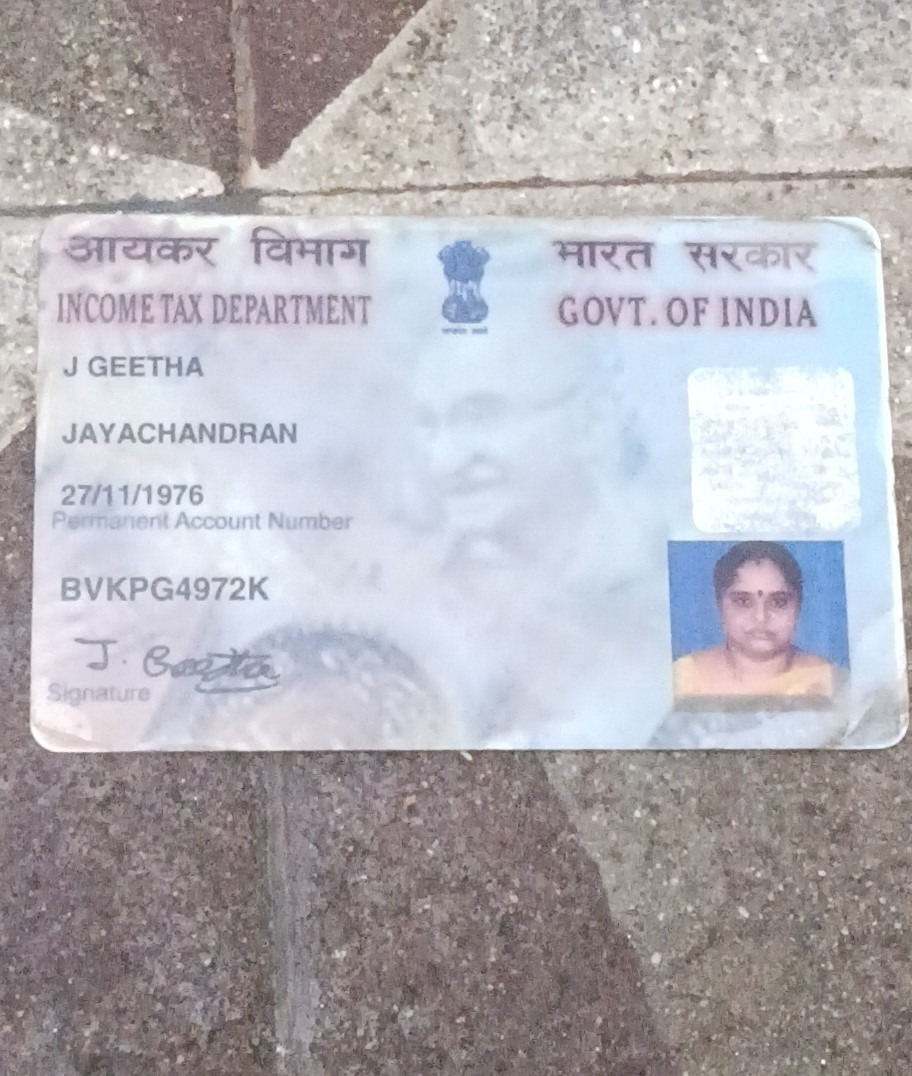 आयकर विभाग
INCOME TAX DEPARTMENT
भारत सरकार
GOVT. OF INDIA
J GEETHA
JAYACHANDRAN
27/11/1976
Permanent Account Number
BVKPG4972K
J. Geetha
Signature